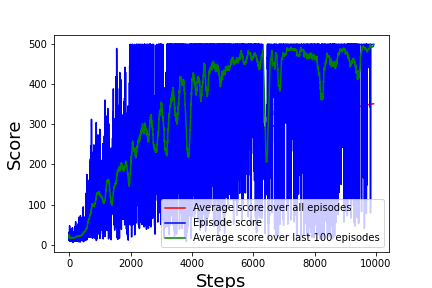 500
400
300
200
100
0
Score
Average score over all episodes
Episode score
Average score over last 100 episodes
0 2000 4000 6000 8000 10000
Steps